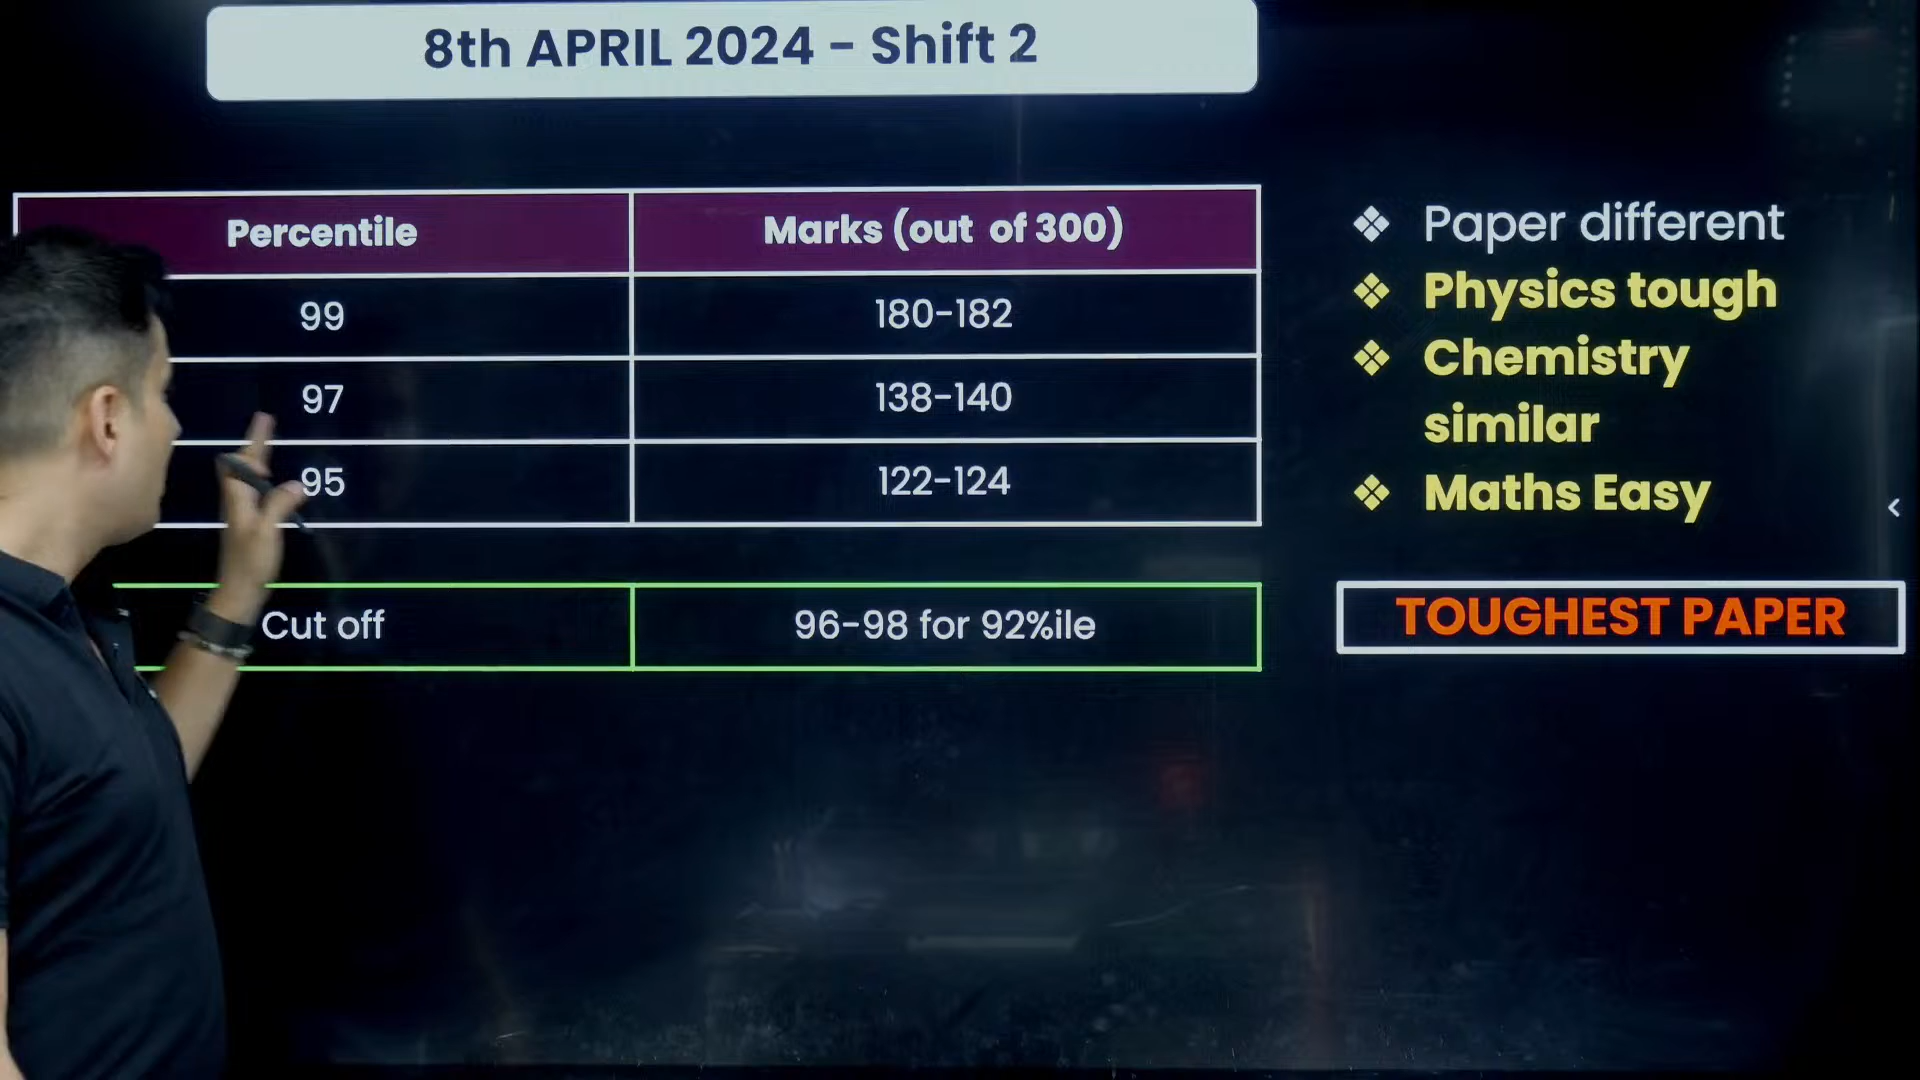 8th APRIL 2024 - Shift 2
Percentile Marks (out of 300)
99 180-182
97 138-140
95 122-124
Cut off 96-98 for 92%ile
❖ Paper different
❖ Physics tough
❖ Chemistry
similar
❖ Maths Easy
TOUGHEST PAPER